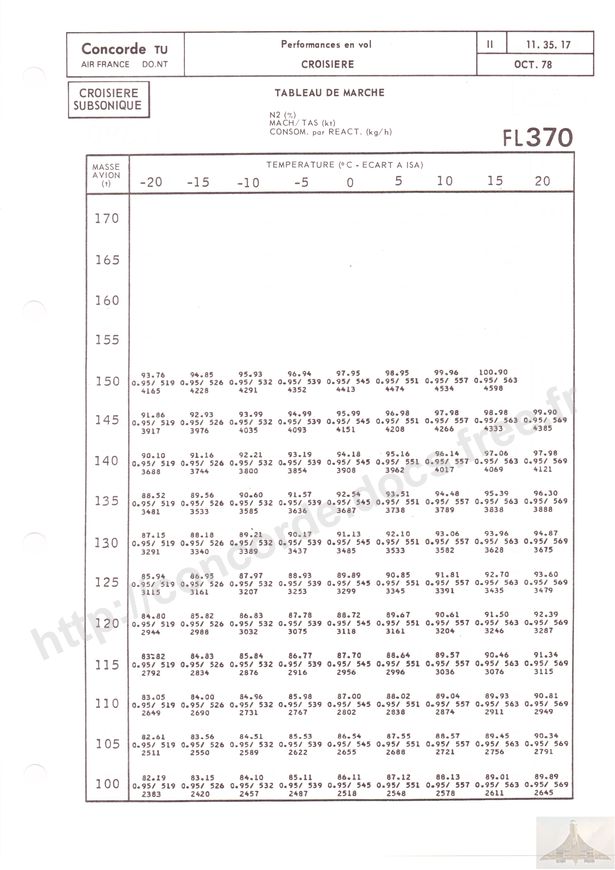 Concorde TU
AIR FRANCE DO.NT
Performances en vol
CROISIERE
II
11. 35. 17
OCT. 78
CROISIERE
SUBSONIQUE
TABLEAU DE MARCHE
N2 (%)
MACH/TAS (kt)
CONSOM. par REACT. (kg/h)
FL370
MASSE
AVION
(t)
TEMPERATURE (°C - ECART A ISA)
-20 -15 -10 -5 0 5 10 15 20
170
165
160
155
93.76 94.85 95.93 96.94 97.95 98.95 99.96 100.90
150 0.95/ 519 0.95/ 526 0.95/ 532 0.95/ 539 0.95/ 545 0.95/ 551 0.95/ 557 0.95/ 563
4165 4228 4291 4352 4413 4474 4534 4598
91.86 92.93 93.99 94.99 95.99 96.98 97.98 98.98 99.90
145 0.95/ 519 0.95/ 526 0.95/ 532 0.95/ 539 0.95/ 545 0.95/ 551 0.95/ 557 0.95/ 563 0.95/ 569
3917 3976 4035 4093 4151 4208 4266 4333 4385
90.10 91.16 92.21 93.19 94.18 95.16 96.14 97.06 97.98
140 0.95/ 519 0.95/ 526 0.95/ 532 0.95/ 539 0.95/ 545 0.95/ 551 0.95/ 557 0.95/ 563 0.95/ 569
3688 3744 3800 3854 3908 3962 4017 4069 4121
88.52 89.56 90.60 91.57 92.54 93.51 94.48 95.39 96.30
135 0.95/ 519 0.95/ 526 0.95/ 532 0.95/ 539 0.95/ 545 0.95/ 551 0.95/ 557 0.95/ 563 0.95/ 569
3481 3533 3585 3636 3687 3738 3789 3838 3888
87.15 88.18 89.21 90.17 91.13 92.10 93.06 93.96 94.87
130 0.95/ 519 0.95/ 526 0.95/ 532 0.95/ 539 0.95/ 545 0.95/ 551 0.95/ 557 0.95/ 563 0.95/ 569
3291 3340 3389 3437 3485 3533 3582 3628 3675
85.94 86.95 87.97 88.93 89.89 90.85 91.81 92.70 93.60
125 0.95/ 519 0.95/ 526 0.95/ 532 0.95/ 539 0.95/ 545 0.95/ 551 0.95/ 557 0.95/ 563 0.95/ 569
3115 3161 3207 3253 3299 3345 3391 3435 3479
84.80 85.82 86.83 87.78 88.72 89.67 90.61 91.50 92.39
120 0.95/ 519 0.95/ 526 0.95/ 532 0.95/ 539 0.95/ 545 0.95/ 551 0.95/ 557 0.95/ 563 0.95/ 569
2944 2988 3032 3075 3118 3161 3204 3246 3287
83.82 84.83 85.84 86.77 87.70 88.64 89.57 90.46 91.34
115 0.95/ 519 0.95/ 526 0.95/ 532 0.95/ 539 0.95/ 545 0.95/ 551 0.95/ 557 0.95/ 563 0.95/ 569
2792 2834 2876 2916 2956 2996 3036 3076 3115
83.05 84.00 84.96 85.98 87.00 88.02 89.04 89.93 90.81
110 0.95/ 519 0.95/ 526 0.95/ 532 0.95/ 539 0.95/ 545 0.95/ 551 0.95/ 557 0.95/ 563 0.95/ 569
2649 2690 2731 2767 2802 2838 2874 2911 2949
82.61 83.56 84.51 85.53 86.54 87.55 88.57 89.45 90.34
105 0.95/ 519 0.95/ 526 0.95/ 532 0.95/ 539 0.95/ 545 0.95/ 551 0.95/ 557 0.95/ 563 0.95/ 569
2511 2550 2589 2622 2655 2688 2721 2756 2791
82.19 83.15 84.10 85.11 86.11 87.12 88.13 89.01 89.89
100 0.95/ 519 0.95/ 526 0.95/ 532 0.95/ 539 0.95/ 545 0.95/ 551 0.95/ 557 0.95/ 563 0.95/ 569
2383 2420 2457 2487 2518 2548 2578 2611 2645
http://concorde.docs.free.fr